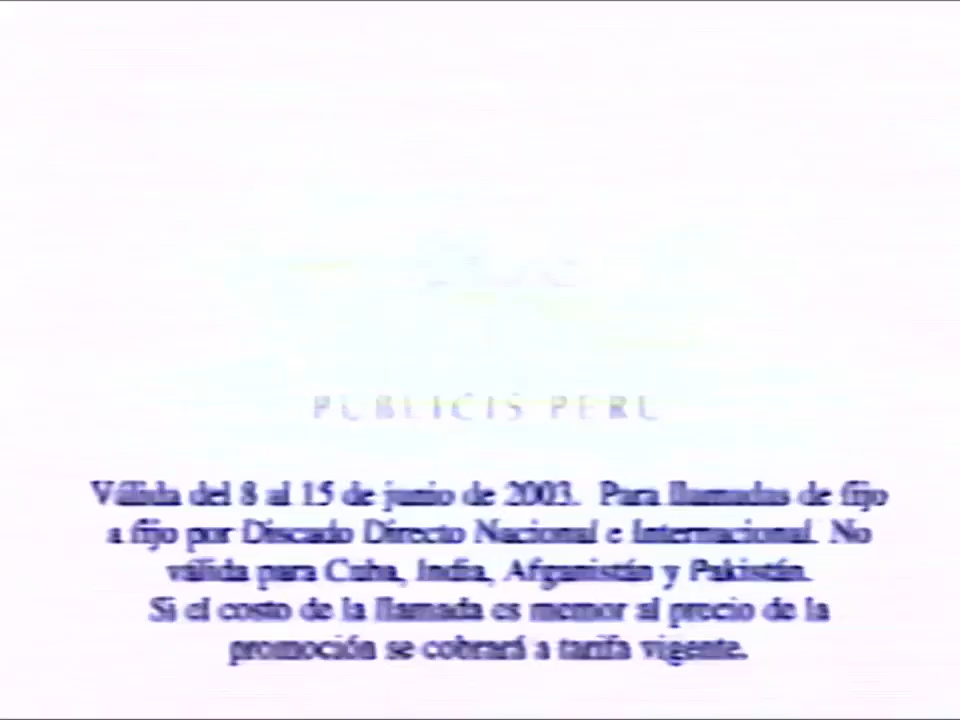 PUBLICIS PERU
Válida del 8 al 15 de junio de 2003. Para llamadas de fijo
a fijo por Discado Directo Nacional e Internacional. No
válida para Cuba, India, Afganistán y Pakistán.
Si el costo de la llamada es menor al precio de la
promoción se cobrará a tarifa vigente.